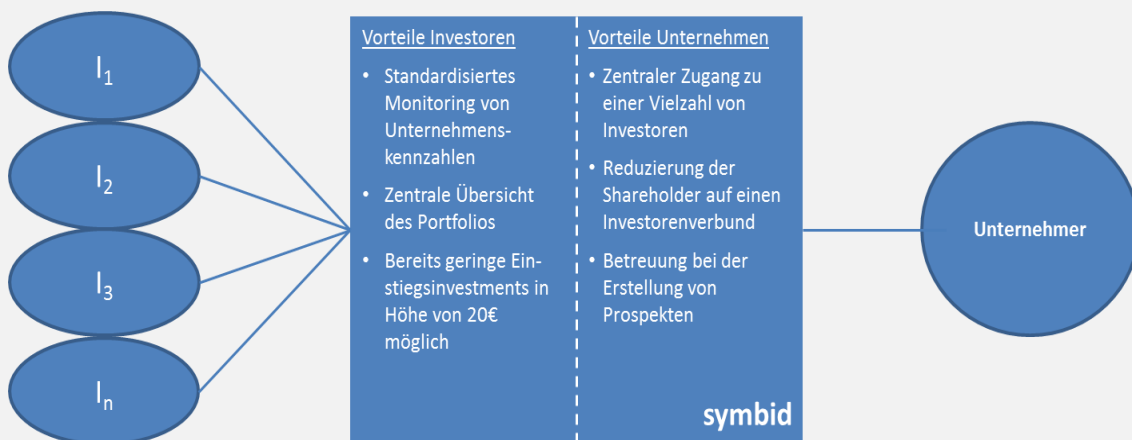 I1
I2
I3
In
Vorteile Investoren
• Standardisiertes
Monitoring von
Unternehmens-
kennzahlen
• Zentrale Übersicht
des Portfolios
• Bereits geringe Ein-
stiegsinvestments in
Höhe von 20€
möglich
Vorteile Unternehmen
• Zentraler Zugang zu
einer Vielzahl von
Investoren
• Reduzierung der
Shareholder auf einen
Investorenverbund
• Betreuung bei der
Erstellung von
Prospekten
symbid
Unternehmer